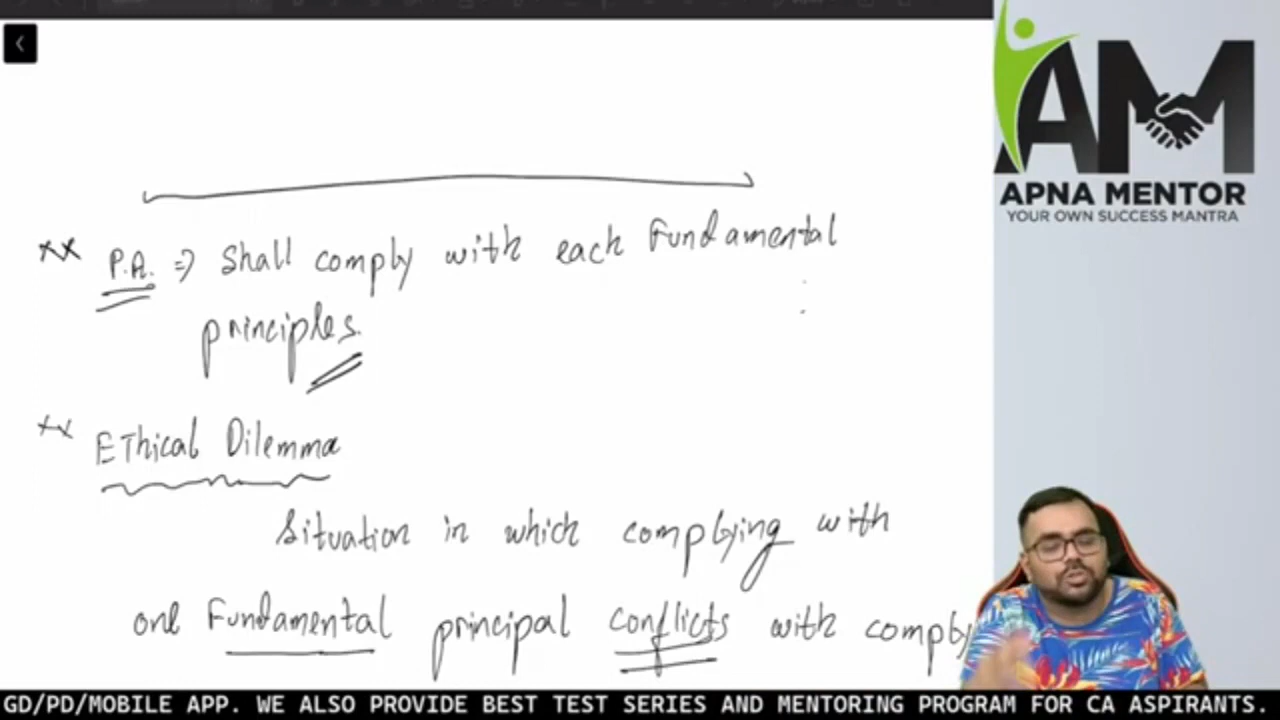 AM
APNA MENTOR
YOUR OWN SUCCESS MANTRA
P.A. => Shall comply with each Fundamental
principles.
Ethical Dilemma
Situation in which complying with
one Fundamental principal conflicts with comply
GD/PD/MOBILE APP. WE ALSO PROVIDE BEST TEST SERIES AND MENTORING PROGRAM FOR CA ASPIRANTS.